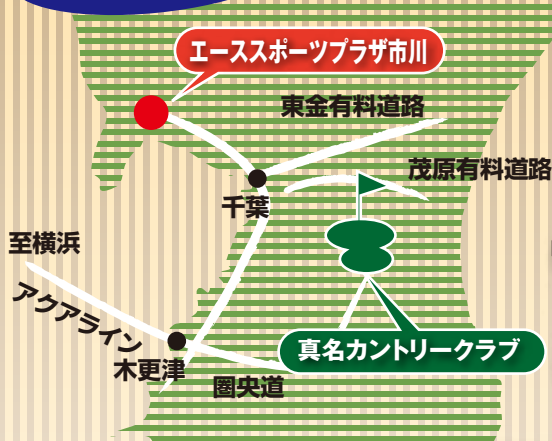 エーススポーツプラザ市川
東金有料道路
茂原有料道路
千葉
至横浜
アクアライン
木更津
真名カントリークラブ
圏央道